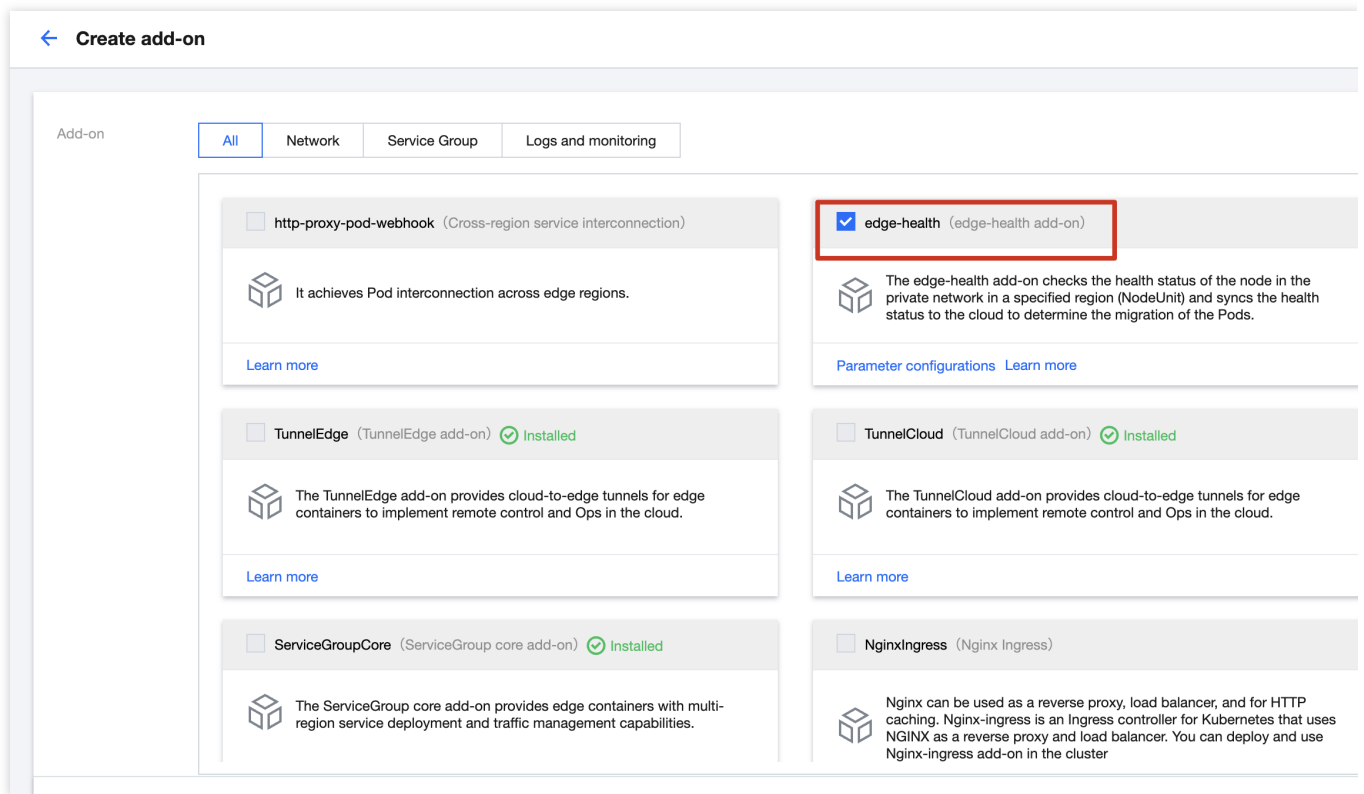 Create add-on
Add-on
All
Network
Service Group
Logs and monitoring
http-proxy-pod-webhook (Cross-region service interconnection)
It achieves Pod interconnection across edge regions.
Learn more
edge-health (edge-health add-on)
The edge-health add-on checks the health status of the node in the
private network in a specified region (NodeUnit) and syncs the health
status to the cloud to determine the migration of the Pods.
Parameter configurations Learn more
TunnelEdge (TunnelEdge add-on) Installed
The TunnelEdge add-on provides cloud-to-edge tunnels for edge
containers to implement remote control and Ops in the cloud.
Learn more
TunnelCloud (TunnelCloud add-on) Installed
The TunnelCloud add-on provides cloud-to-edge tunnels for edge
containers to implement remote control and Ops in the cloud.
Learn more
ServiceGroupCore (ServiceGroup core add-on) Installed
The ServiceGroup core add-on provides edge containers with multi-
region service deployment and traffic management capabilities.
NginxIngress (Nginx Ingress)
Nginx can be used as a reverse proxy, load balancer, and for HTTP
caching. Nginx-ingress is an Ingress controller for Kubernetes that uses
NGINX as a reverse proxy and load balancer. You can deploy and use
Nginx-ingress add-on in the cluster